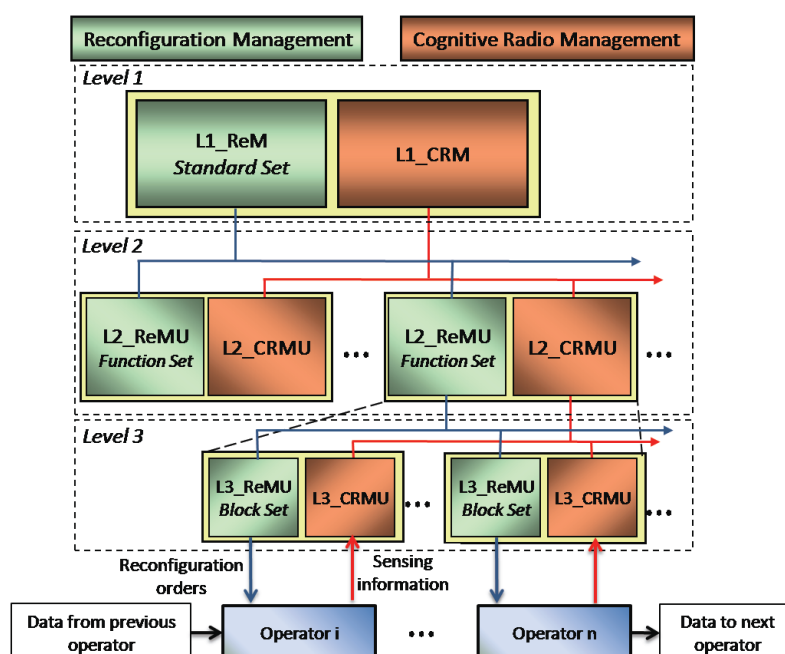 Reconfiguration Management
Cognitive Radio Management
Level 1
L1_ReM
Standard Set
L1_CRM
Level 2
L2_ReMU
Function Set
L2_CRMU
...
L2_ReMU
Function Set
L2_CRMU
...
Level 3
L3_ReMU
Block Set
L3_CRMU
...
L3_ReMU
Block Set
L3_CRMU
...
Reconfiguration
orders
Sensing
information
Data from previous
operator
Operator i
...
Operator n
Data to next
operator